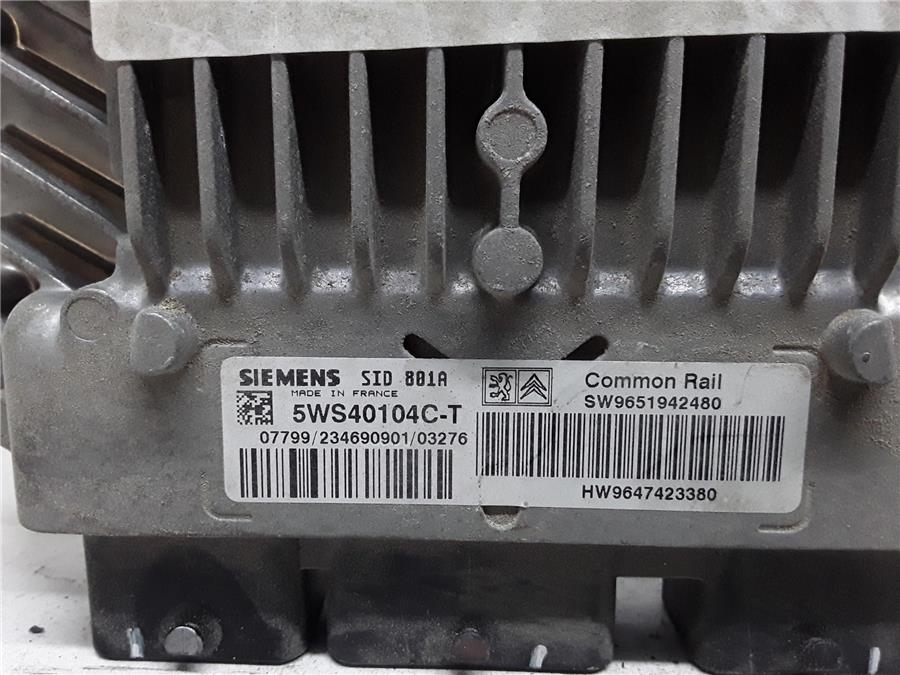 SIEMENS SID 801A
MADE IN FRANCE
5WS40104C-T
07799/234690901/03276
Common Rail
SW9651942480
HW9647423380